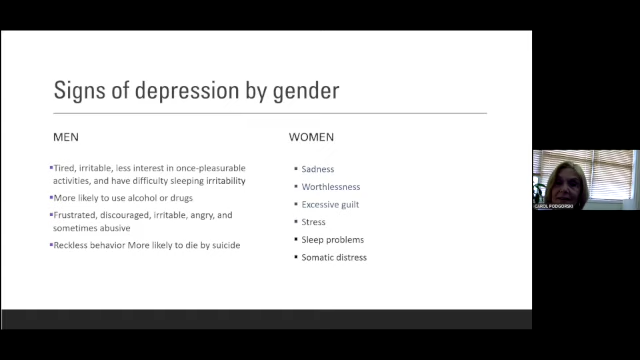 Signs of depression by gender
MEN
Tired, irritable, less interest in once-pleasurable
activities, and have difficulty sleeping irritability
More likely to use alcohol or drugs
Frustrated, discouraged, irritable, angry, and
sometimes abusive
Reckless behavior More likely to die by suicide
WOMEN
Sadness
Worthlessness
Excessive guilt
Stress
Sleep problems
Somatic distress
CAROL PODGORSKI